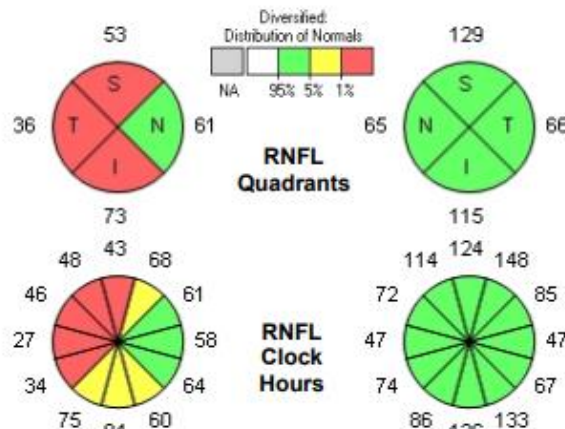 Diversified:
Distribution of Normals
NA 95% 5% 1%
53
S
36 T N 61
I
73
RNFL
Quadrants
129
S
65 N T 66
I
115
43
48 68
46 61
27 58
34 64
75 60
RNFL
Clock
Hours
124
114 148
72 85
47 47
74 67
86 133